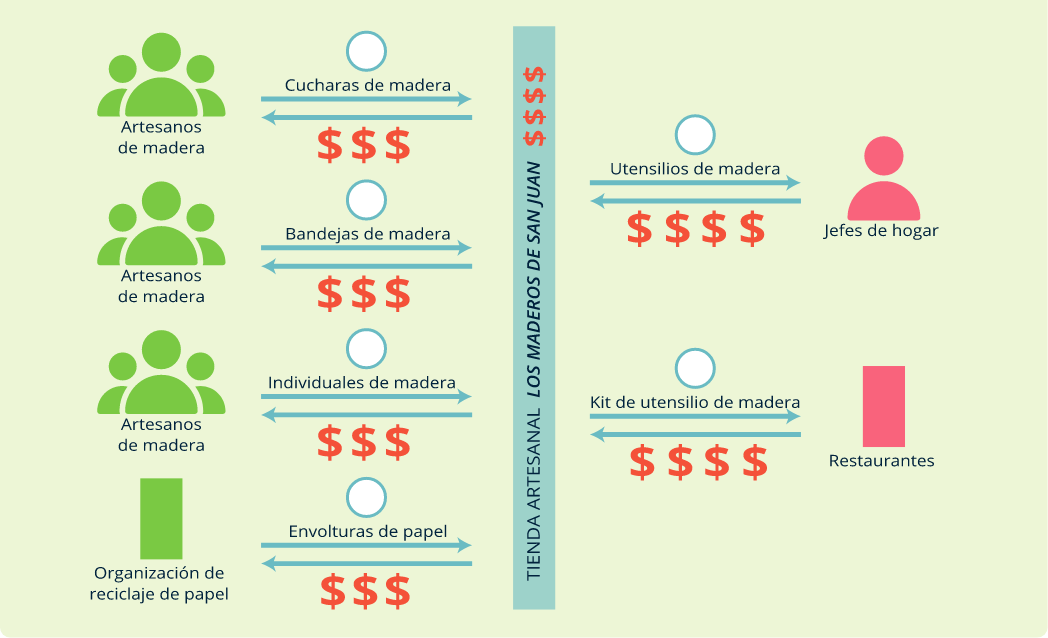 Cucharas de madera
$ $ $
Artesanos
de madera
Bandejas de madera
$ $ $
Artesanos
de madera
Individuales de madera
$ $ $
Artesanos
de madera
Envolturas de papel
$ $ $
Organización de
reciclaje de papel
TIENDA ARTESANAL LOS MADEROS DE SAN JUAN $ $ $ $
Utensilios de madera
$ $ $ $
Jefes de hogar
Kit de utensilio de madera
$ $ $ $
Restaurantes